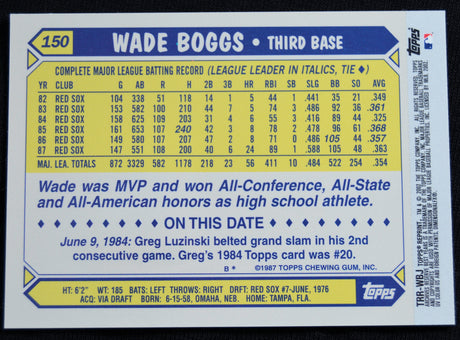 150 WADE BOGGS • THIRD BASE
COMPLETE MAJOR LEAGUE BATTING RECORD (LEAGUE LEADER IN ITALICS, TIE ♦)
YR CLUB G AB R H 2B 3B HR RBI SB SLG BB SO AVG
82 RED SOX 104 338 51 118 14 1 5 44 1 .441 35 21 .349
83 RED SOX 153 582 100 210 44 7 5 74 3 .486 92 36 .361
84 RED SOX 158 625 109 203 31 4 6 55 3 .416 89 44 .325
85 RED SOX 161 653 107 240 42 3 8 78 2 .478 96 61 .368
86 RED SOX 149 580 107 207 47 2 8 71 0 .486 105 44 .357
87 RED SOX 147 551 108 200 40 6 24 89 1 .588 105 48 .363
MAJ. LEA. TOTALS 872 3329 582 1178 218 23 56 411 10 .484 522 254 .354
Wade was MVP and won All-Conference, All-State
and All-American honors as high school athlete.
ON THIS DATE
June 9, 1984: Greg Luzinski belted grand slam in his 2nd
consecutive game. Greg's 1984 Topps card was #20.
B * ©1987 TOPPS CHEWING GUM, INC.
HT: 6'2" WT: 185 BATS: LEFT THROWS: RIGHT DRFT: RED SOX #7-JUNE, 1976
ACQ: VIA DRAFT BORN: 6-15-58, OMAHA, NEB. HOME: TAMPA, FLA.
Topps
Topps
TRR-WBJ TOPPS® REPRINT